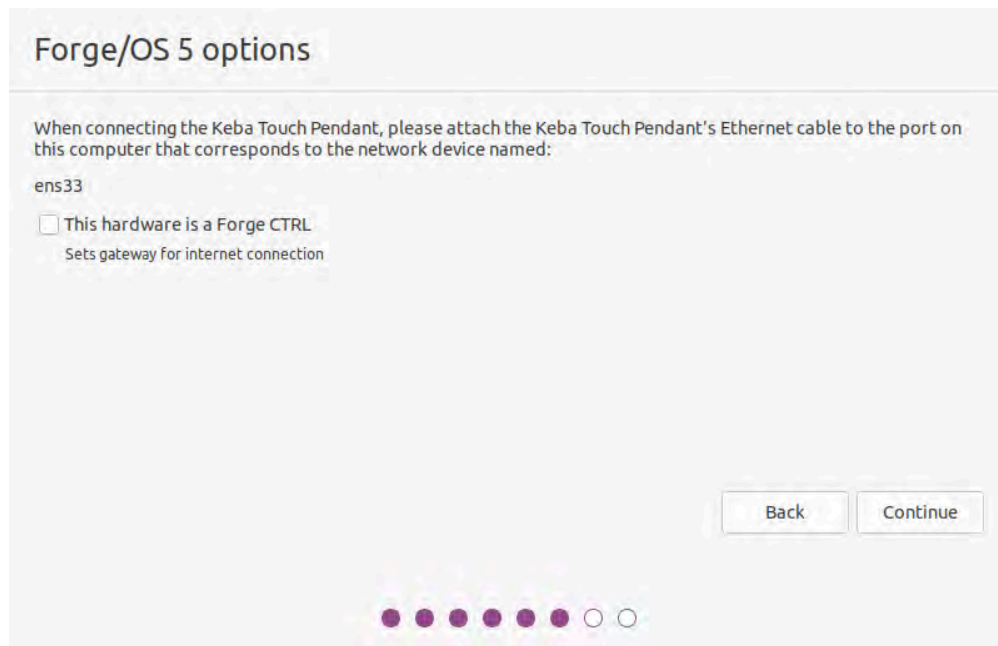 Forge/OS 5 options
When connecting the Keba Touch Pendant, please attach the Keba Touch Pendant's Ethernet cable to the port on
this computer that corresponds to the network device named:
ens33
This hardware is a Forge CTRL
Sets gateway for internet connection
Back
Continue